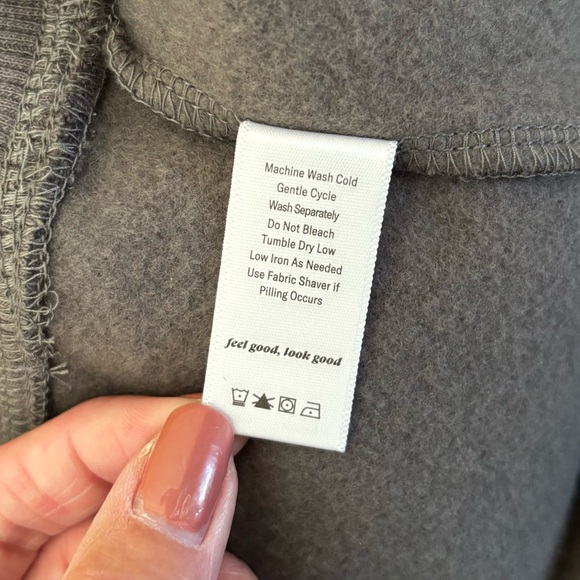 Machine Wash Cold
Gentle Cycle
Wash Separately
Do Not Bleach
Tumble Dry Low
Low Iron As Needed
Use Fabric Shaver if
Pilling Occurs
feel good, look good